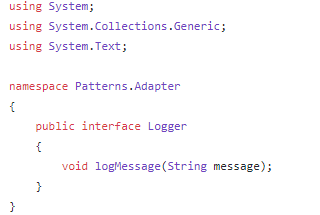 using System;
using System.Collections.Generic;
using System.Text;

namespace Patterns.Adapter
{
    public interface Logger
    {
        void logMessage(String message);
    }
}